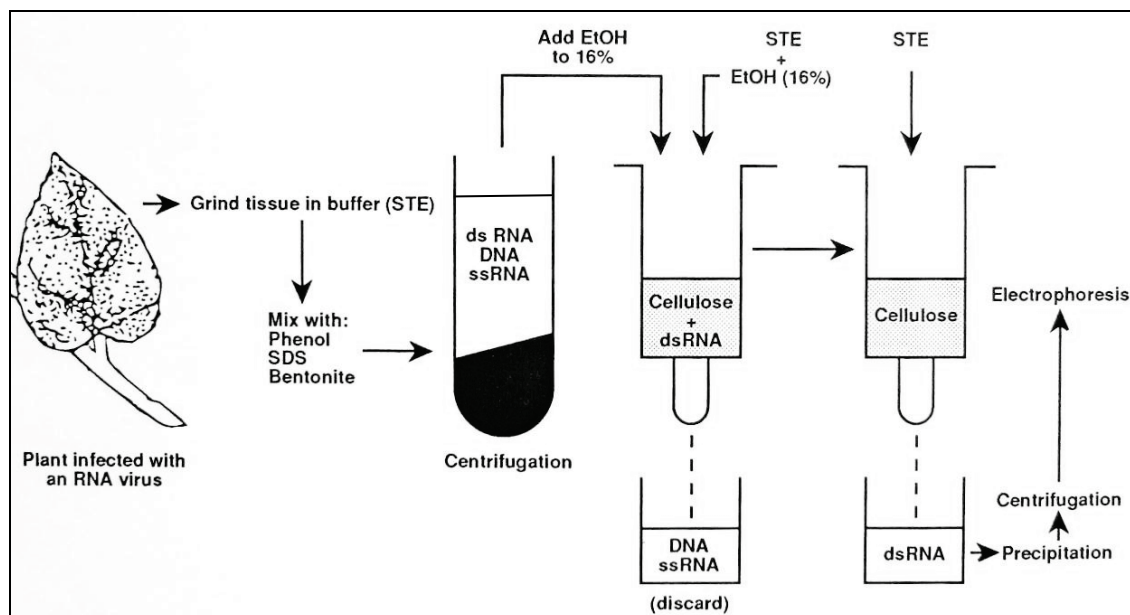 Plant infected with
an RNA virus
Grind tissue in buffer (STE)
Mix with:
Phenol
SDS
Bentonite
ds RNA
DNA
ssRNA
Centrifugation
Add EtOH
to 16%
STE
+
EtOH (16%)
Cellulose
+
dsRNA
DNA
ssRNA
(discard)
STE
Cellulose
dsRNA
Precipitation
Centrifugation
Electrophoresis